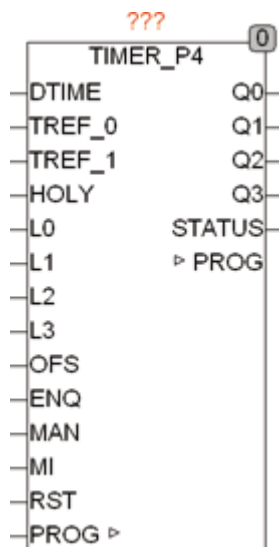 ???
0
TIMER_P4
DTIME Q0
TREF_0 Q1
TREF_1 Q2
HOLY Q3
L0 STATUS
L1 ▷ PROG
L2
L3
OFS
ENQ
MAN
MI
RST
PROG ▷